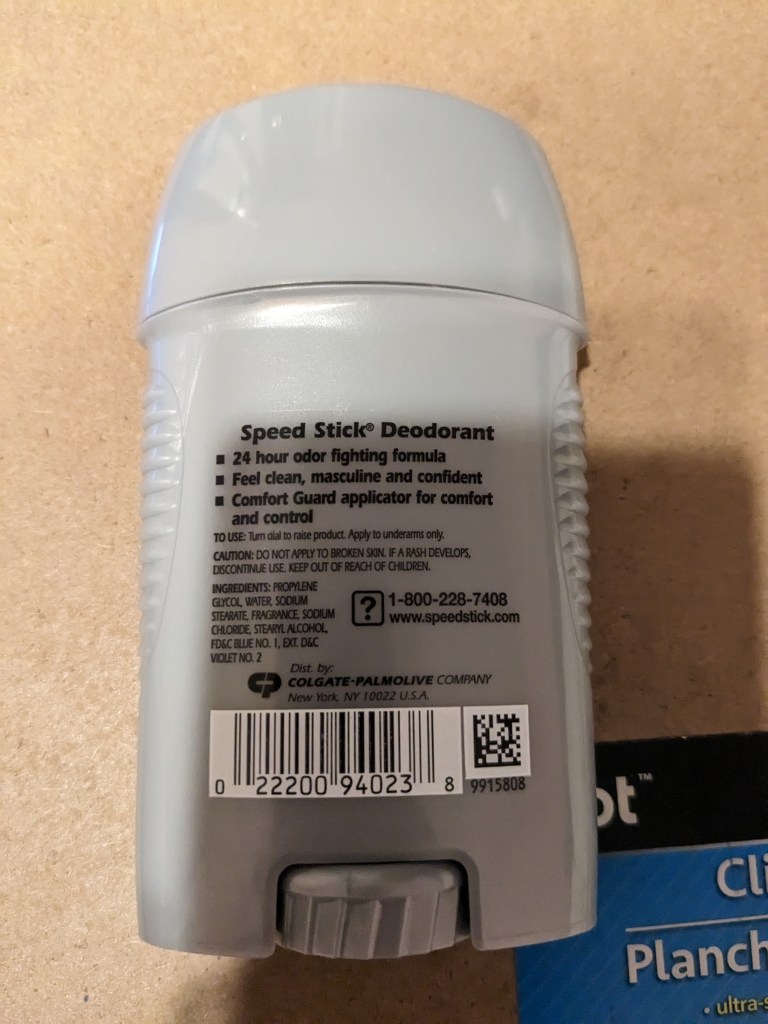 Speed Stick® Deodorant
▪ 24 hour odor fighting formula
▪ Feel clean, masculine and confident
▪ Comfort Guard applicator for comfort
and control
TO USE: Turn dial to raise product. Apply to underarms only.
CAUTION: DO NOT APPLY TO BROKEN SKIN. IF A RASH DEVELOPS,
DISCONTINUE USE. KEEP OUT OF REACH OF CHILDREN.
INGREDIENTS: PROPYLENE
GLYCOL, WATER, SODIUM
STEARATE, FRAGRANCE, SODIUM
CHLORIDE, STEARYL ALCOHOL,
FD&C BLUE NO. 1, EXT. D&C
VIOLET NO. 2
? 1-800-228-7408
www.speedstick.com
Dist. by:
COLGATE-PALMOLIVE COMPANY
New York, NY 10022 U.S.A.
0 22200 94023 8
9915808
ot™
Cli
Planch
• ultra-s